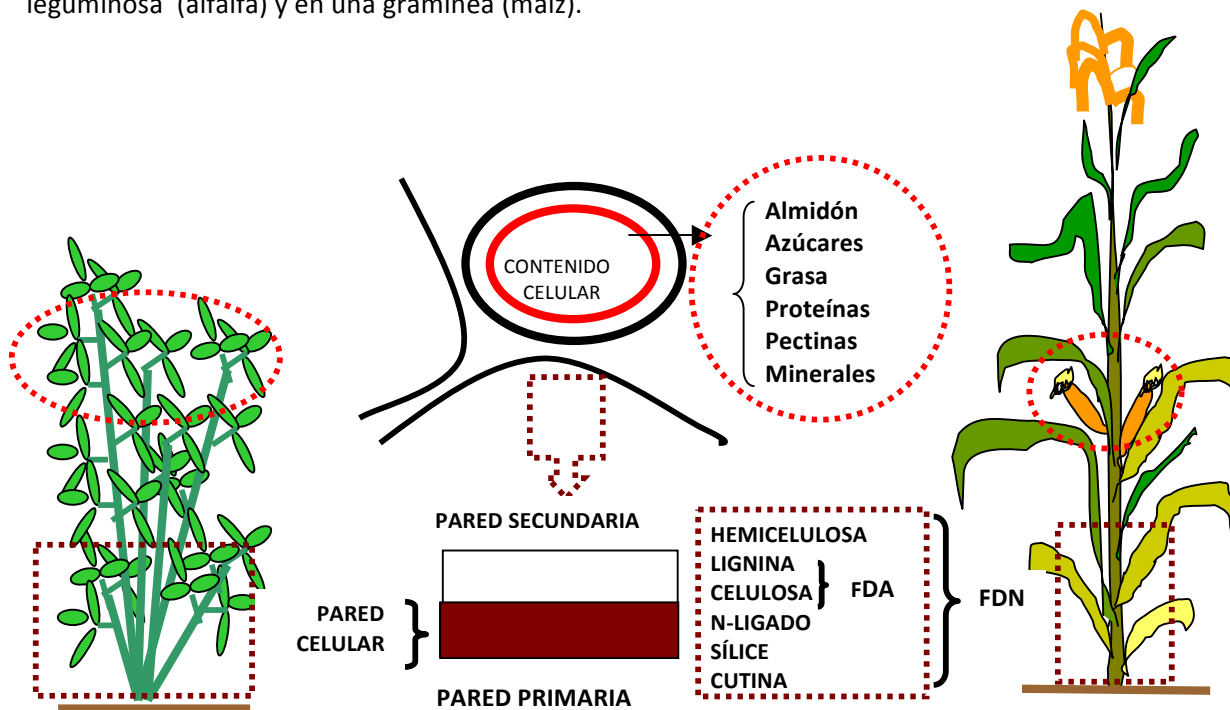 leguminosa (alfalfa) y en una gramínea (maíz).
CONTENIDO
CELULAR
Almidón
Azúcares
Grasa
Proteínas
Pectinas
Minerales
PARED SECUNDARIA
PARED
CELULAR
PARED PRIMARIA
HEMICELULOSA
LIGNINA
CELULOSA
N-LIGADO
SÍLICE
CUTINA
FDA
FDN